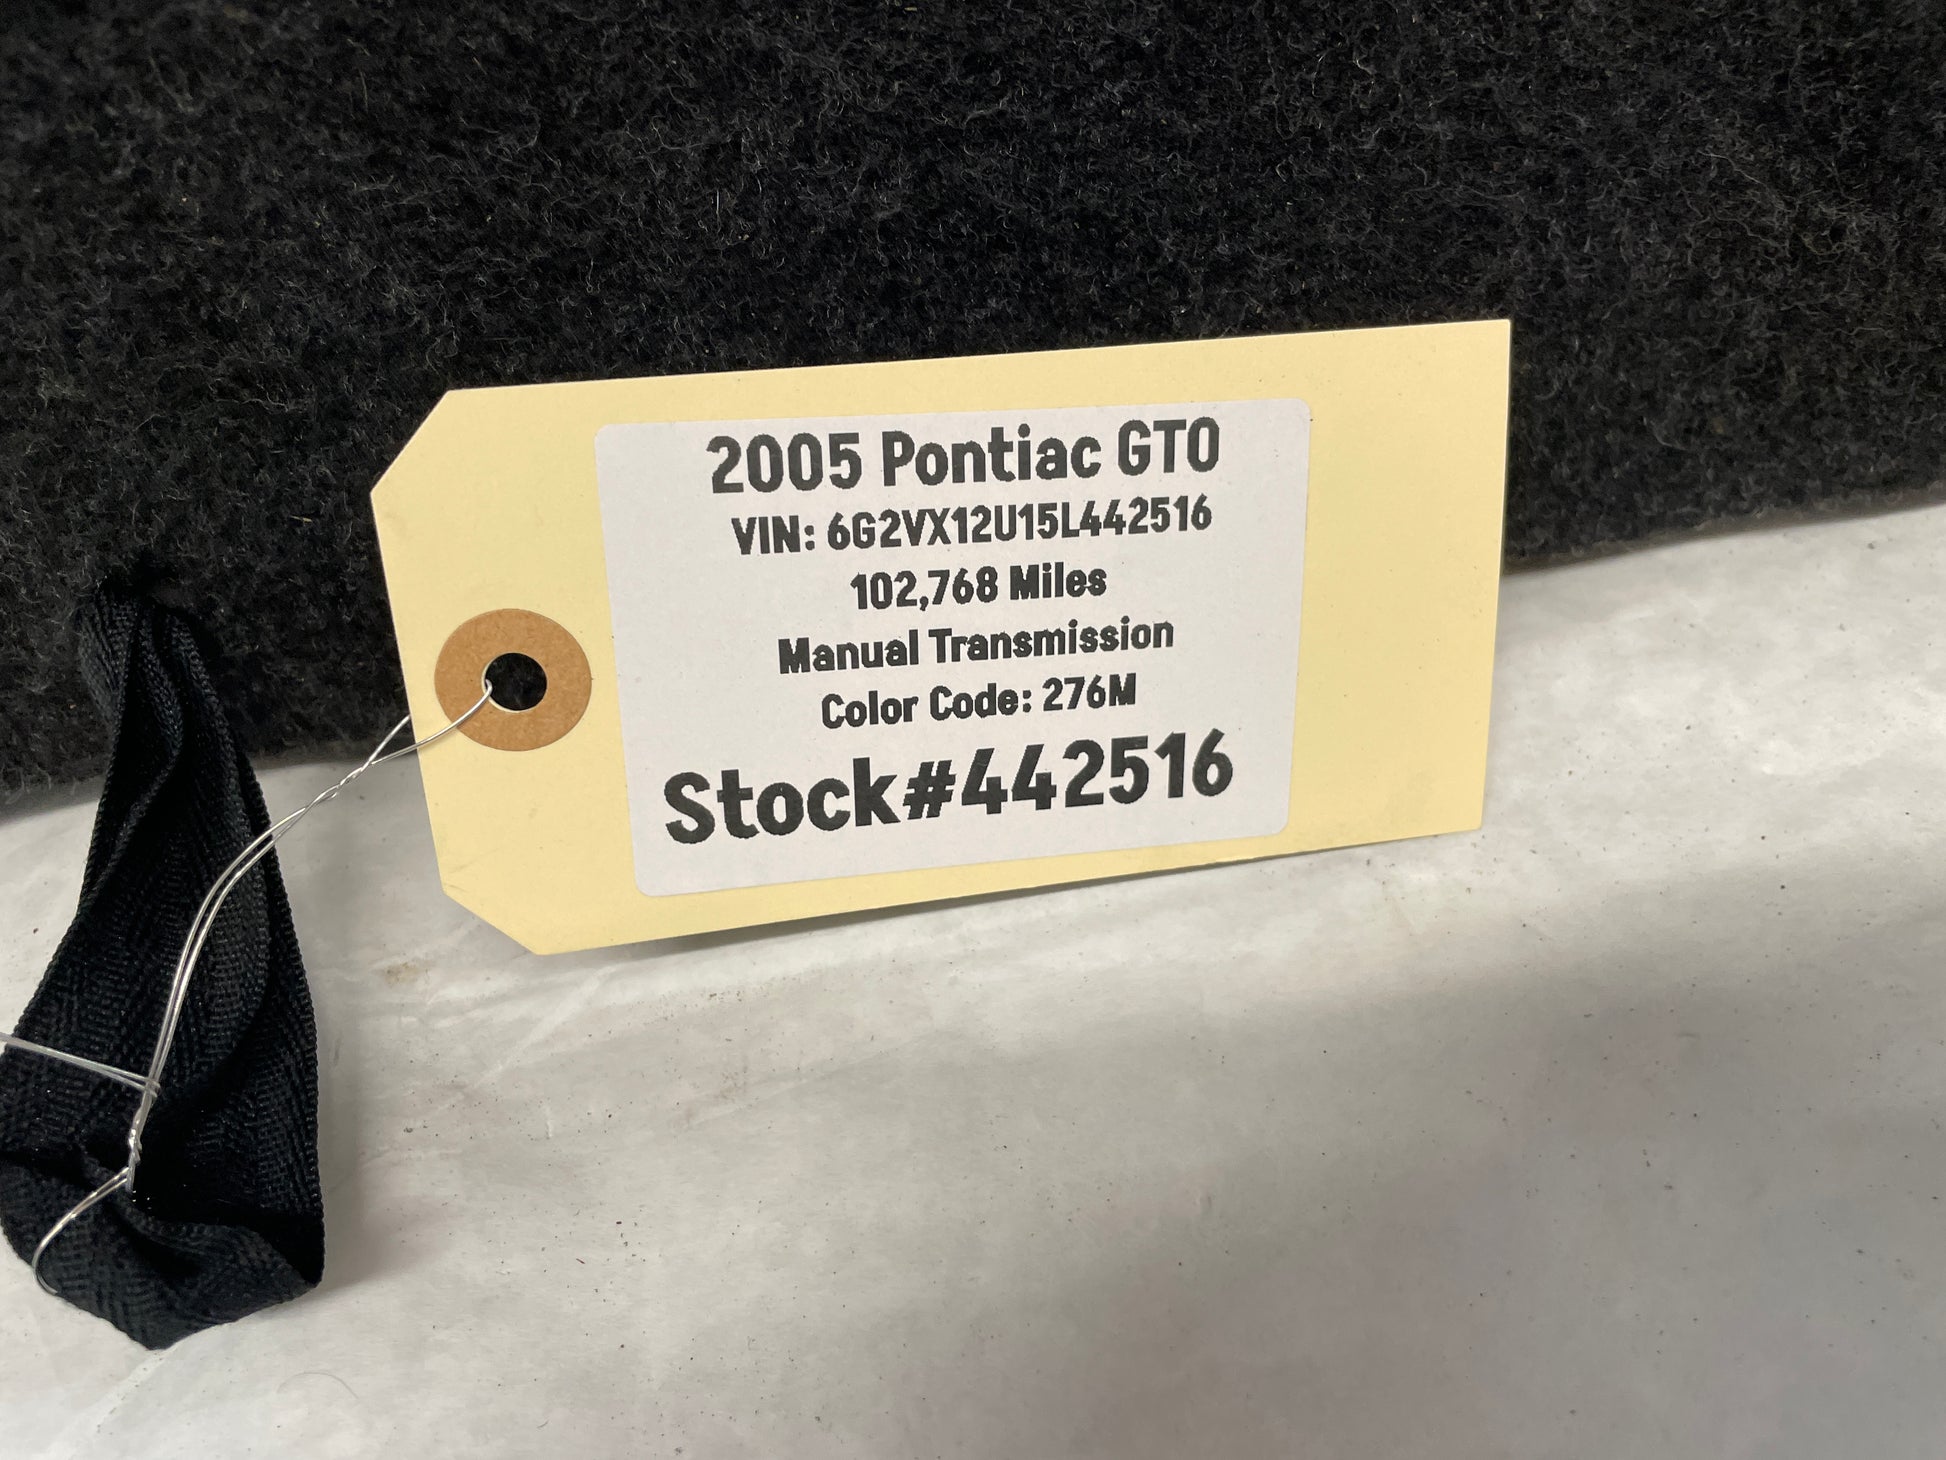 2005 Pontiac GTO
VIN: 6G2VX12U15L442516
102,768 Miles
Manual Transmission
Color Code: 276M
Stock#442516